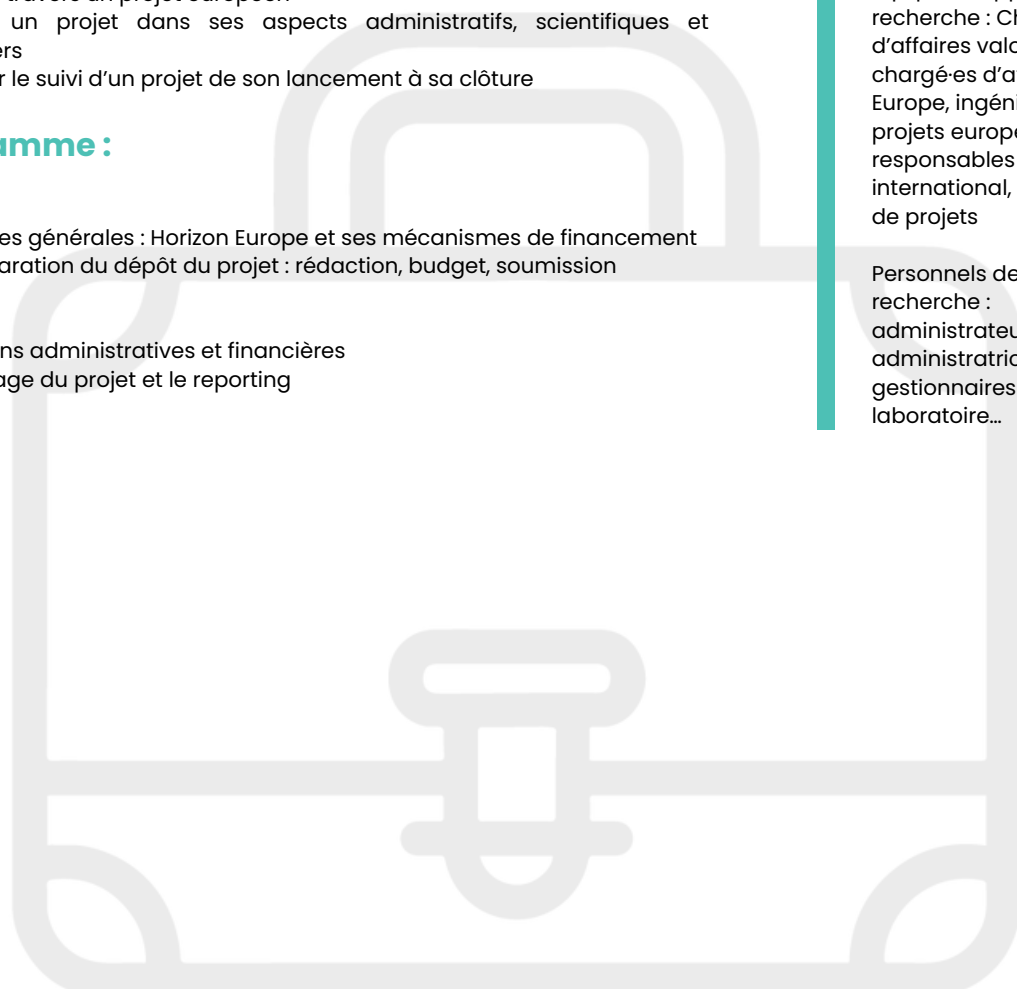 un projet dans ses aspects administratifs, scientifiques et
le suivi d'un projet de son lancement à sa clôture
amme :
es générales : Horizon Europe et ses mécanismes de financement
aration du dépôt du projet : rédaction, budget, soumission
ns administratives et financières
age du projet et le reporting
recherche : Ch
d'affaires valo
chargé·es d'a
Europe, ingéni
projets europé
responsables
international,
de projets
Personnels de
recherche :
administrateu
administratric
gestionnaires
laboratoire…